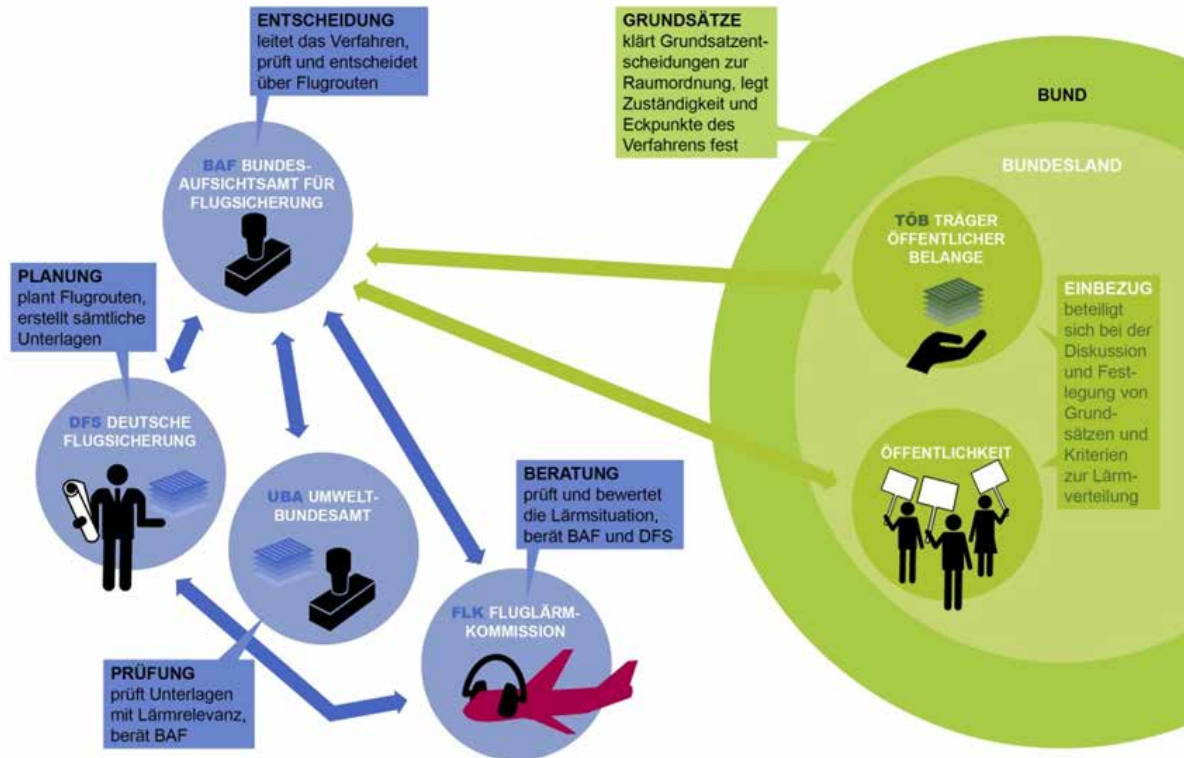 ENTSCHEIDUNG
leitet das Verfahren,
prüft und entscheidet
über Flugrouten
BAF BUNDES-
AUFSICHTSAMT FÜR
FLUGSICHERUNG
PLANUNG
plant Flugrouten,
erstellt sämtliche
Unterlagen
DFS DEUTSCHE
FLUGSICHERUNG
UBA UMWELT-
BUNDESAMT
PRÜFUNG
prüft Unterlagen
mit Lärmrelevanz,
berät BAF
BERATUNG
prüft und bewertet
die Lärmsituation,
berät BAF und DFS
FLK FLUGLÄRM-
KOMMISSION
GRUNDSÄTZE
klärt Grundsatzent-
scheidungen zur
Raumordnung, legt
Zuständigkeit und
Eckpunkte des
Verfahrens fest
BUND
BUNDESLAND
TÖB TRÄGER
ÖFFENTLICHER
BELANGE
EINBEZUG
beteiligt
sich bei der
Diskussion
und Fest-
legung von
Grund-
sätzen und
Kriterien
zur Lärm-
verteilung
ÖFFENTLICHKEIT